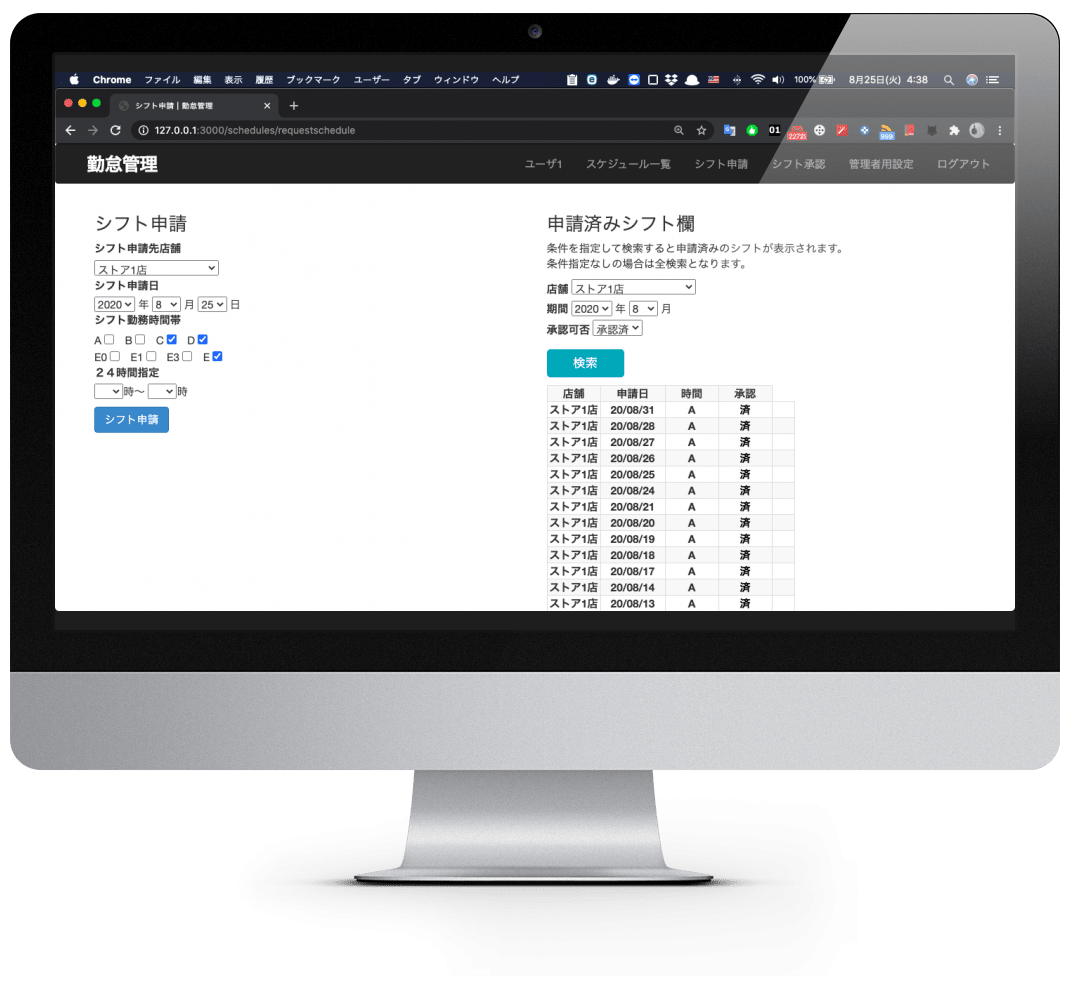 Chrome ファイル 編集 表示 履歴 ブックマーク ユーザー タブ ウィンドウ ヘルプ 100% 8月25日(火) 4:38
シフト申請 | 勤怠管理
127.0.0.1:3000/schedules/requestschedule 01 22721 999
勤怠管理 ユーザ1 スケジュール一覧 シフト申請 シフト承認 管理者用設定 ログアウト
シフト申請
シフト申請先店舗
ストア1店
シフト申請日
2020 年 8 月 25 日
シフト勤務時間帯
A B C D
E0 E1 E3 E
２４時間指定
時〜 時
シフト申請
申請済みシフト欄
条件を指定して検索すると申請済みのシフトが表示されます。
条件指定なしの場合は全検索となります。
店舗 ストア1店
期間 2020 年 8 月
承認可否 承認済
検索
店舗 申請日 時間 承認
ストア1店 20/08/31 A 済
ストア1店 20/08/28 A 済
ストア1店 20/08/27 A 済
ストア1店 20/08/26 A 済
ストア1店 20/08/25 A 済
ストア1店 20/08/24 A 済
ストア1店 20/08/21 A 済
ストア1店 20/08/20 A 済
ストア1店 20/08/19 A 済
ストア1店 20/08/18 A 済
ストア1店 20/08/17 A 済
ストア1店 20/08/14 A 済
ストア1店 20/08/13 A 済